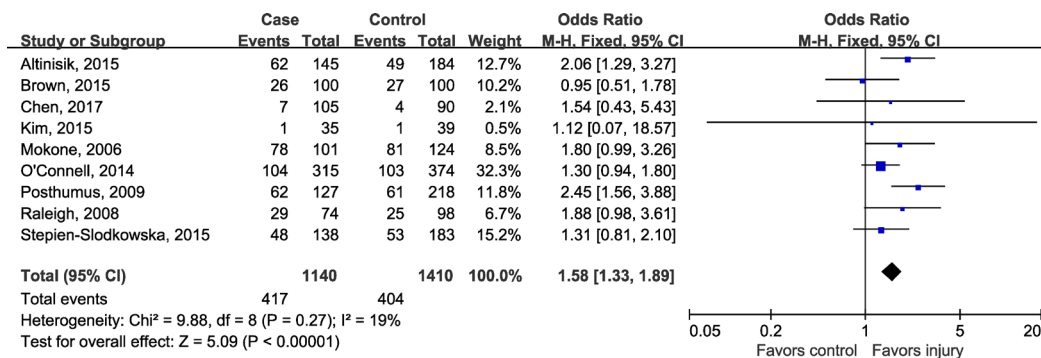 Case Control Odds Ratio Odds Ratio
Study or Subgroup Events Total Events Total Weight M-H, Fixed, 95% CI M-H, Fixed, 95% CI
Altinisik, 2015 62 145 49 184 12.7% 2.06 [1.29, 3.27]
Brown, 2015 26 100 27 100 10.2% 0.95 [0.51, 1.78]
Chen, 2017 7 105 4 90 2.1% 1.54 [0.43, 5.43]
Kim, 2015 1 35 1 39 0.5% 1.12 [0.07, 18.57]
Mokone, 2006 78 101 81 124 8.5% 1.80 [0.99, 3.26]
O'Connell, 2014 104 315 103 374 32.3% 1.30 [0.94, 1.80]
Posthumus, 2009 62 127 61 218 11.8% 2.45 [1.56, 3.88]
Raleigh, 2008 29 74 25 98 6.7% 1.88 [0.98, 3.61]
Stepien-Slodkowska, 2015 48 138 53 183 15.2% 1.31 [0.81, 2.10]
Total (95% CI) 1140 1410 100.0% 1.58 [1.33, 1.89]
Total events 417 404
Heterogeneity: Chi² = 9.88, df = 8 (P = 0.27); I² = 19%
Test for overall effect: Z = 5.09 (P < 0.00001)
0.05 0.2 1 5 20
Favors control Favors injury